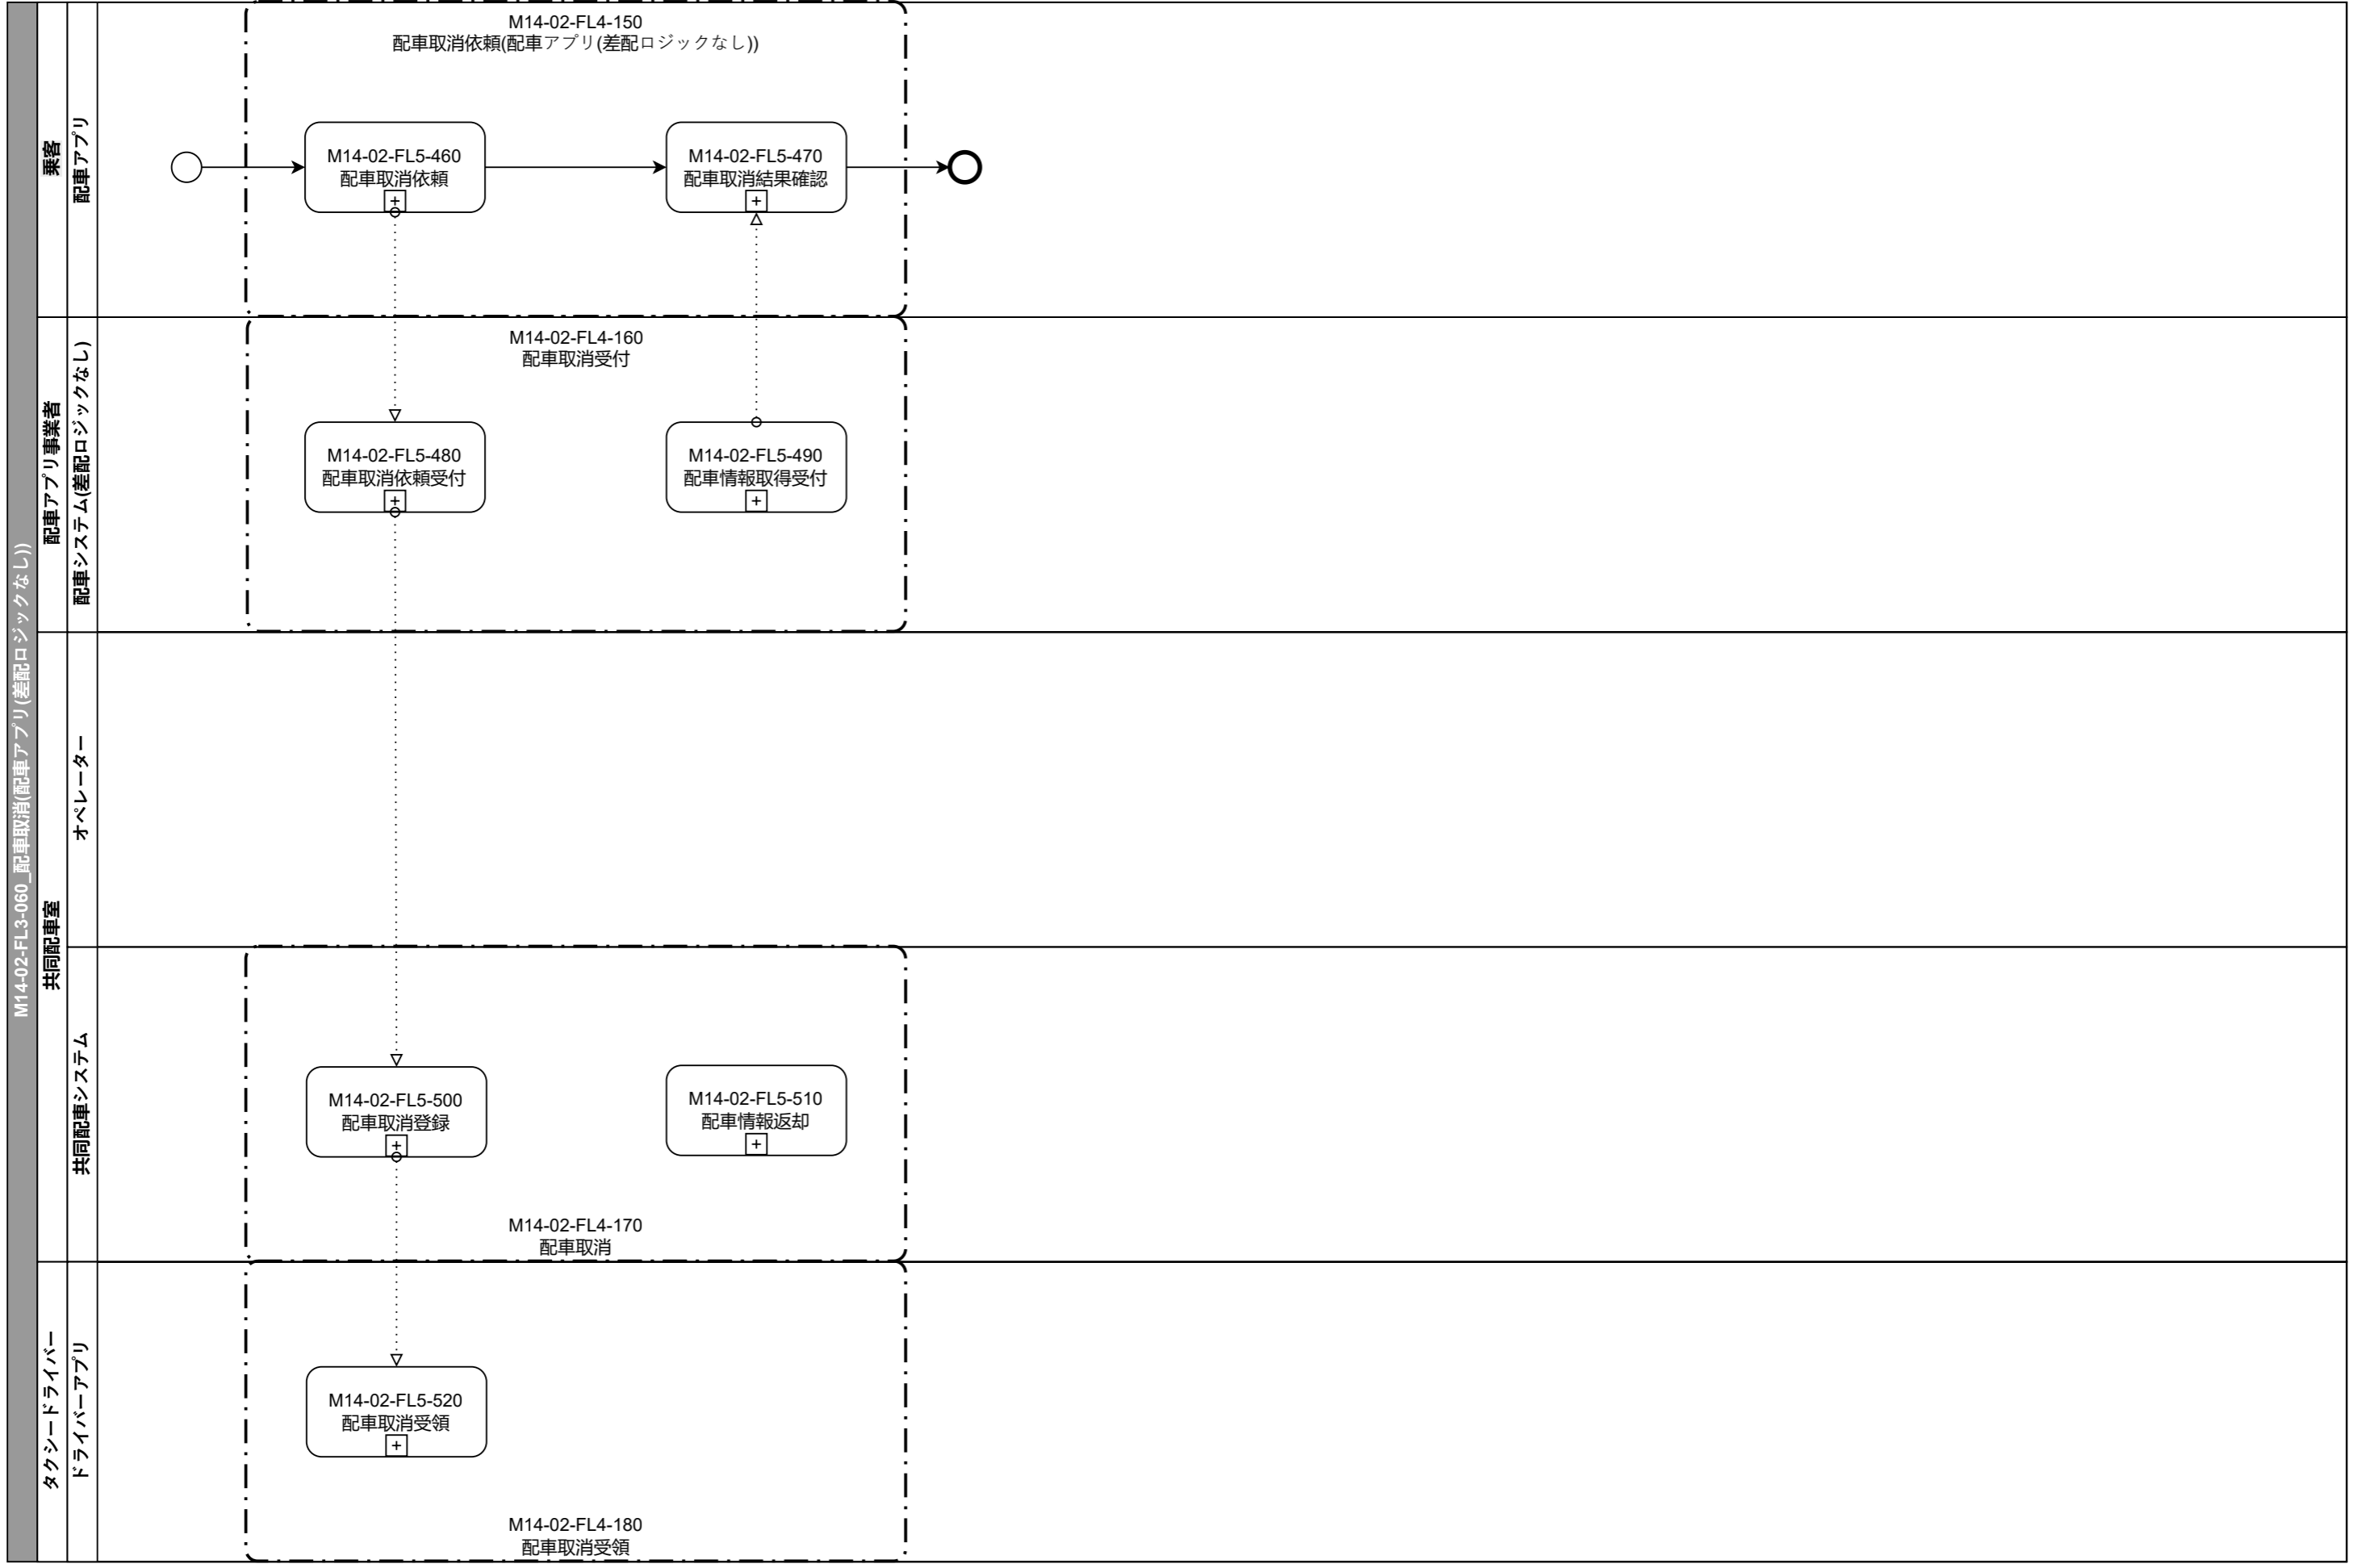 M14-02-FL3-060_配車取消(配車アプリ(差配ロジックなし))
乗客
配車アプリ
M14-02-FL4-150
配車取消依頼(配車アプリ(差配ロジックなし))
M14-02-FL5-460
配車取消依頼
+
M14-02-FL5-470
配車取消結果確認
+
配車アプリ事業者
配車システム(差配ロジックなし)
M14-02-FL4-160
配車取消受付
M14-02-FL5-480
配車取消依頼受付
+
M14-02-FL5-490
配車情報取得受付
+
共同配車室
オペレーター
共同配車システム
M14-02-FL5-500
配車取消登録
+
M14-02-FL5-510
配車情報返却
+
M14-02-FL4-170
配車取消
タクシードライバー
ドライバーアプリ
M14-02-FL5-520
配車取消受領
+
M14-02-FL4-180
配車取消受領